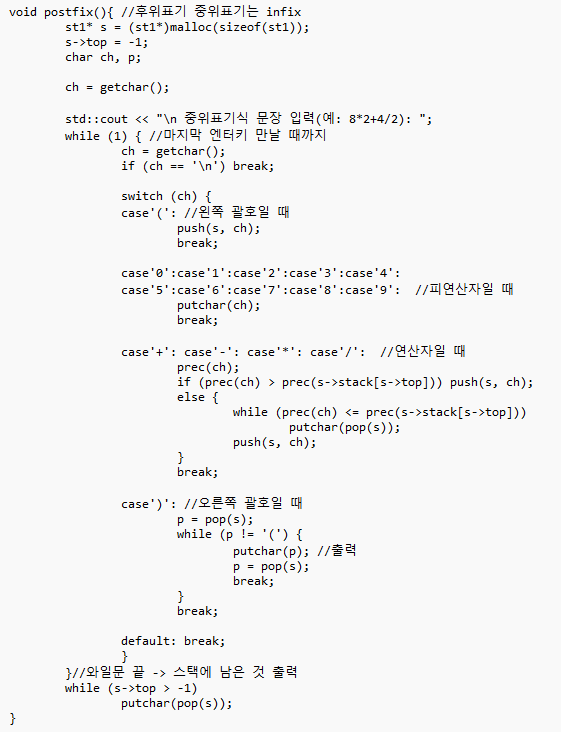 void postfix(){ //후위표기 중위표기는 infix
st1* s = (st1*)malloc(sizeof(st1));
s->top = -1;
char ch, p;
ch = getchar();
std::cout << "\n 중위표기식 문장 입력(예: 8*2+4/2): ";
while (1) { //마지막 엔터키 만날 때까지
ch = getchar();
if (ch == '\n') break;
switch (ch) {
case'(': //왼쪽 괄호일 때
push(s, ch);
break;
case'0':case'1':case'2':case'3':case'4':
case'5':case'6':case'7':case'8':case'9':  //피연산자일 때
putchar(ch);
break;
case'+': case'-': case'*': case'/':  //연산자일 때
prec(ch);
if (prec(ch) > prec(s->stack[s->top])) push(s, ch);
else {
while (prec(ch) <= prec(s->stack[s->top]))
putchar(pop(s));
push(s, ch);
}
break;
case')': //오른쪽 괄호일 때
p = pop(s);
while (p != '(') {
putchar(p); //출력
p = pop(s);
break;
}
break;
default: break;
}
}//와일문 끝 -> 스택에 남은 것 출력
while (s->top > -1)
putchar(pop(s));
}